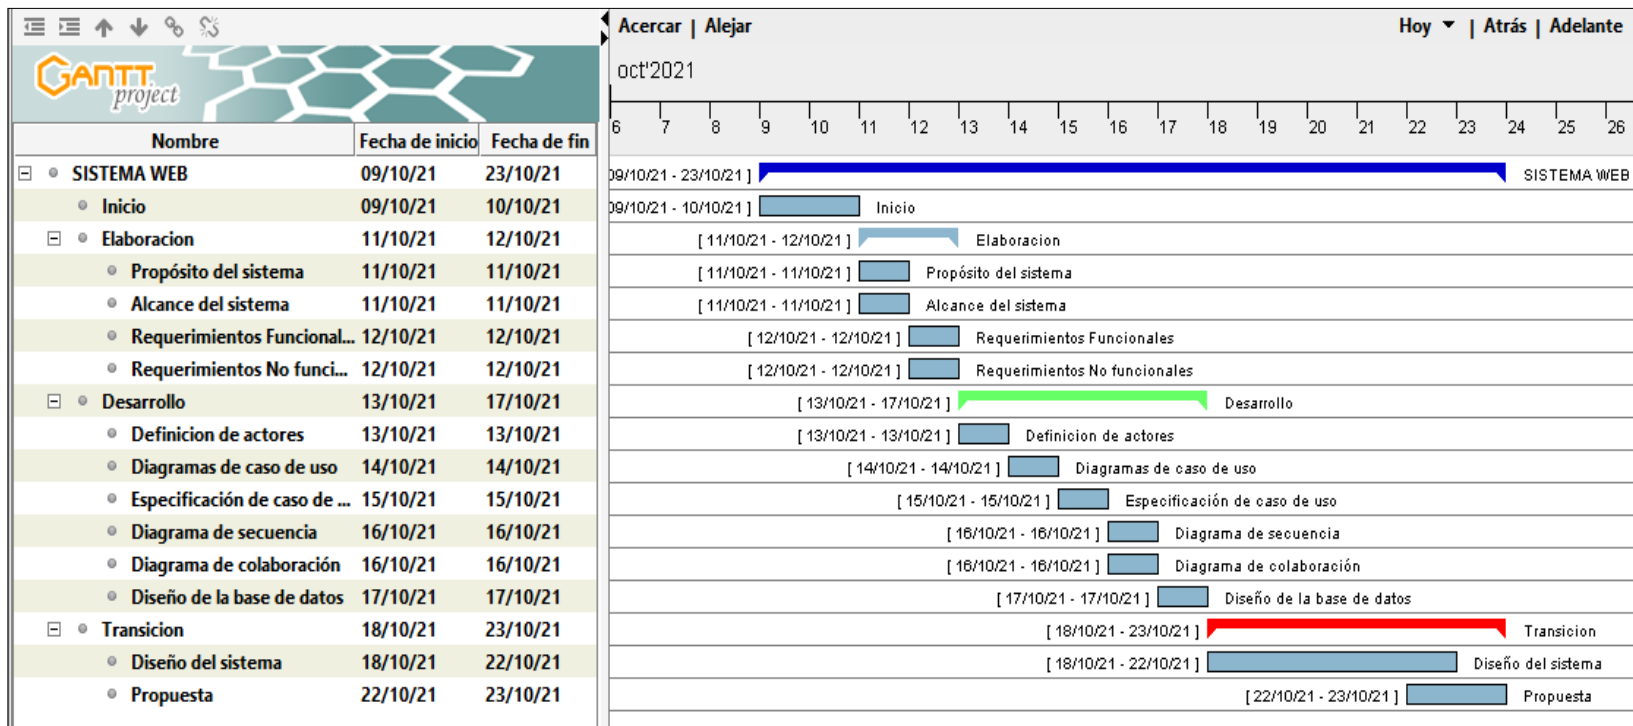 Acercar | Alejar Hoy | Atrás | Adelante
GANTT
project
oct'2021
6 7 8 9 10 11 12 13 14 15 16 17 18 19 20 21 22 23 24 25 26
Nombre Fecha de inicio Fecha de fin
SISTEMA WEB 09/10/21 23/10/21 09/10/21 - 23/10/21 ] SISTEMA WEB
Inicio 09/10/21 10/10/21 09/10/21 - 10/10/21 ] Inicio
Elaboracion 11/10/21 12/10/21 [ 11/10/21 - 12/10/21 ] Elaboracion
Propósito del sistema 11/10/21 11/10/21 [ 11/10/21 - 11/10/21 ] Propósito del sistema
Alcance del sistema 11/10/21 11/10/21 [ 11/10/21 - 11/10/21 ] Alcance del sistema
Requerimientos Funcional... 12/10/21 12/10/21 [ 12/10/21 - 12/10/21 ] Requerimientos Funcionales
Requerimientos No funci... 12/10/21 12/10/21 [ 12/10/21 - 12/10/21 ] Requerimientos No funcionales
Desarrollo 13/10/21 17/10/21 [ 13/10/21 - 17/10/21 ] Desarrollo
Definicion de actores 13/10/21 13/10/21 [ 13/10/21 - 13/10/21 ] Definicion de actores
Diagramas de caso de uso 14/10/21 14/10/21 [ 14/10/21 - 14/10/21 ] Diagramas de caso de uso
Especificación de caso de ... 15/10/21 15/10/21 [ 15/10/21 - 15/10/21 ] Especificación de caso de uso
Diagrama de secuencia 16/10/21 16/10/21 [ 16/10/21 - 16/10/21 ] Diagrama de secuencia
Diagrama de colaboración 16/10/21 16/10/21 [ 16/10/21 - 16/10/21 ] Diagrama de colaboración
Diseño de la base de datos 17/10/21 17/10/21 [ 17/10/21 - 17/10/21 ] Diseño de la base de datos
Transicion 18/10/21 23/10/21 [ 18/10/21 - 23/10/21 ] Transicion
Diseño del sistema 18/10/21 22/10/21 [ 18/10/21 - 22/10/21 ] Diseño del sistema
Propuesta 22/10/21 23/10/21 [ 22/10/21 - 23/10/21 ] Propuesta